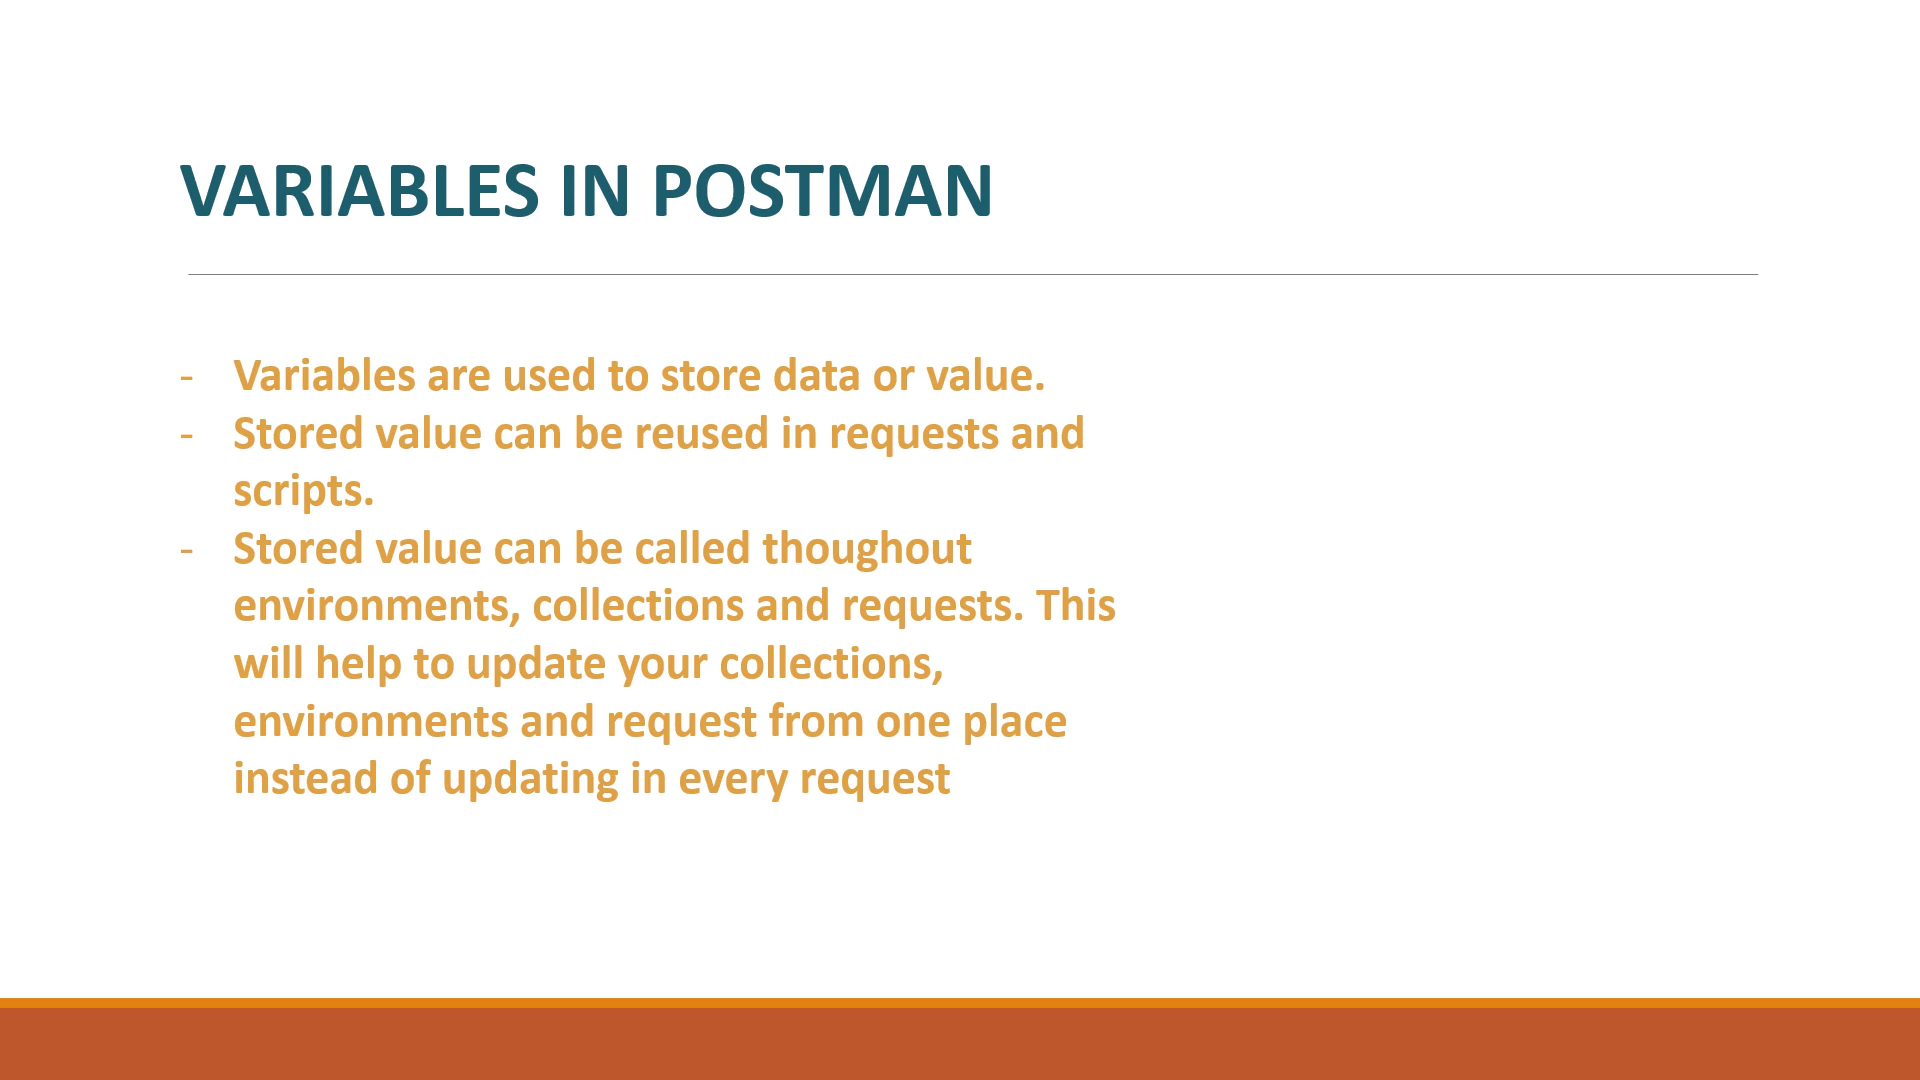 VARIABLES IN POSTMAN
- Variables are used to store data or value.
- Stored value can be reused in requests and
scripts.
- Stored value can be called thoughout
environments, collections and requests. This
will help to update your collections,
environments and request from one place
instead of updating in every request